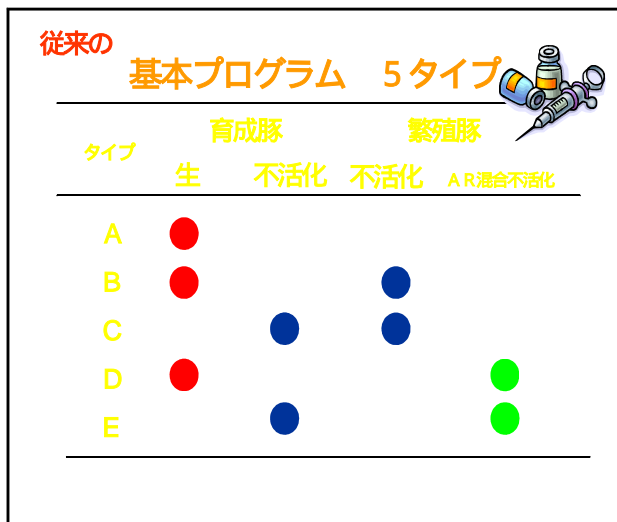 従来の
基本プログラム　５タイプ
育成豚 繁殖豚
タイプ
生 不活化 不活化 ＡＲ混合不活化
A
B
C
D
E